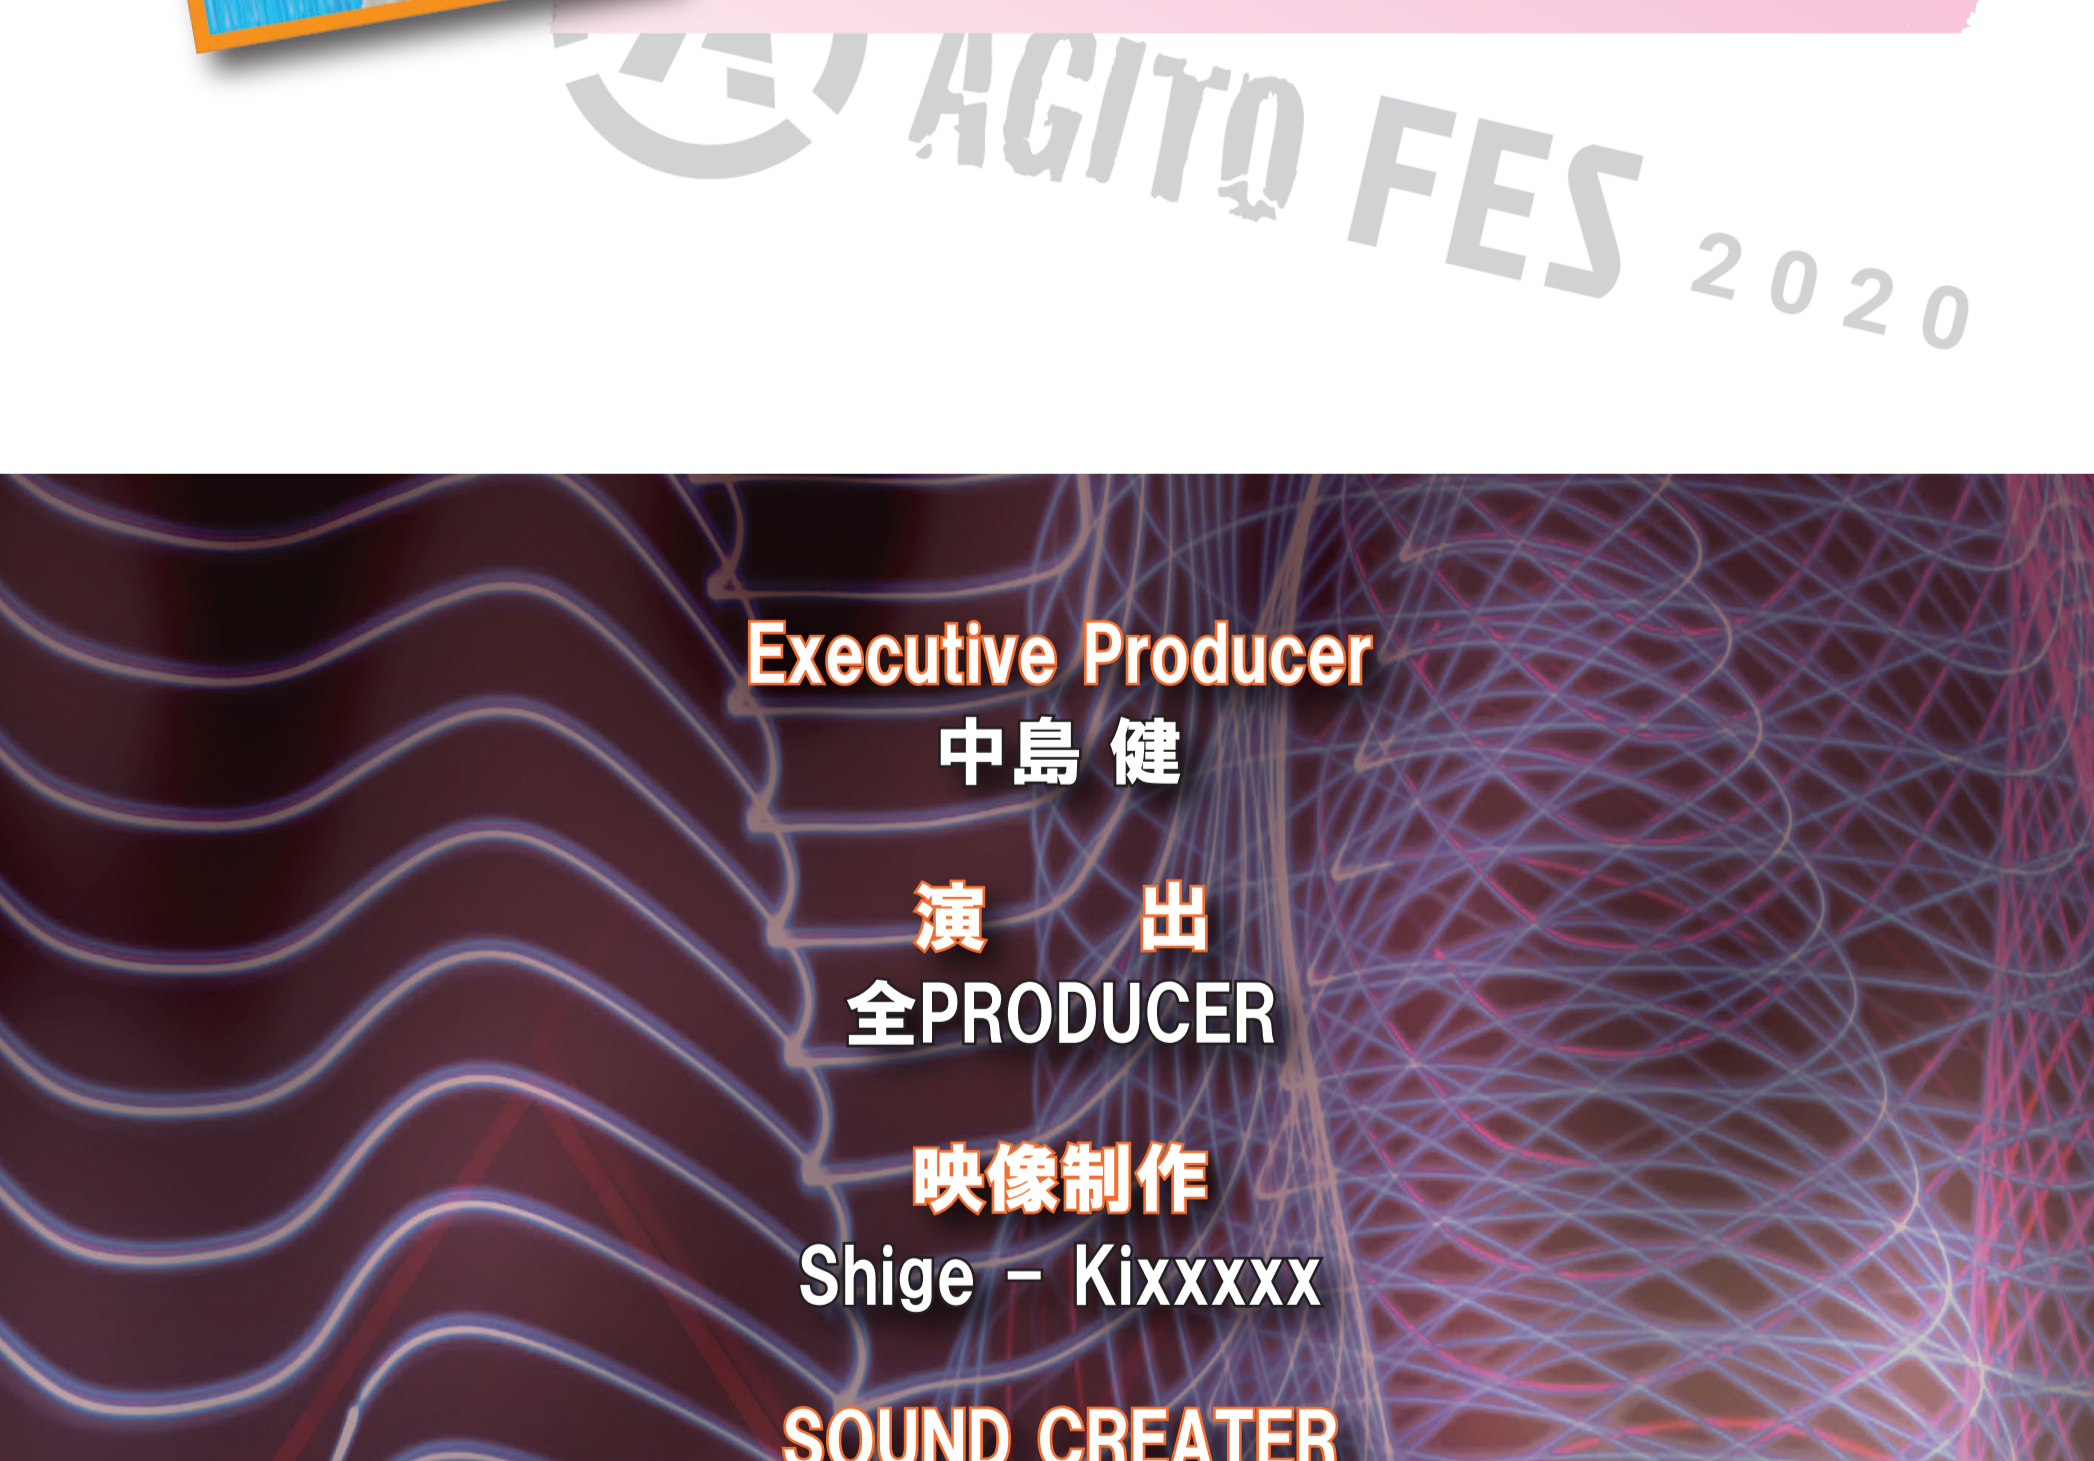 AGITO FES 2020
Executive Producer
中島 健
演 出
全PRODUCER
映像制作
Shige - Kixxxxx
SOUND CREATER